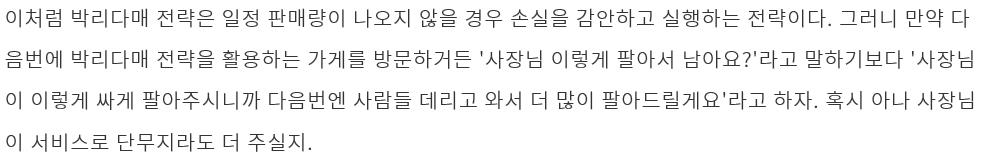 이처럼 박리다매 전략은 일정 판매량이 나오지 않을 경우 손실을 감안하고 실행하는 전략이다. 그러니 만약 다
음번에 박리다매 전략을 활용하는 가게를 방문하거든 '사장님 이렇게 팔아서 남아요?'라고 말하기보다 '사장님
이 이렇게 싸게 팔아주시니까 다음번엔 사람들 데리고 와서 더 많이 팔아드릴게요'라고 하자. 혹시 아나 사장님
이 서비스로 단무지라도 더 주실지.